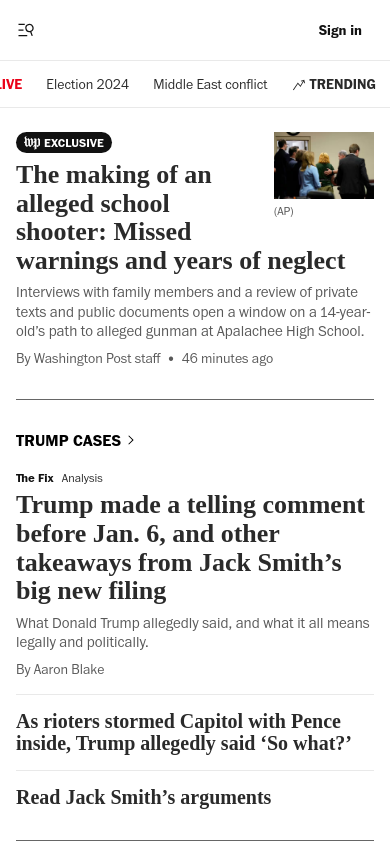 Sign in
LIVE Election 2024 Middle East conflict TRENDING
wp EXCLUSIVE
The making of an
alleged school
shooter: Missed
warnings and years of neglect
(AP)
Interviews with family members and a review of private
texts and public documents open a window on a 14-year-
old’s path to alleged gunman at Apalachee High School.
By Washington Post staff • 46 minutes ago
TRUMP CASES
The Fix Analysis
Trump made a telling comment
before Jan. 6, and other
takeaways from Jack Smith’s
big new filing
What Donald Trump allegedly said, and what it all means
legally and politically.
By Aaron Blake
As rioters stormed Capitol with Pence
inside, Trump allegedly said ‘So what?’
Read Jack Smith’s arguments